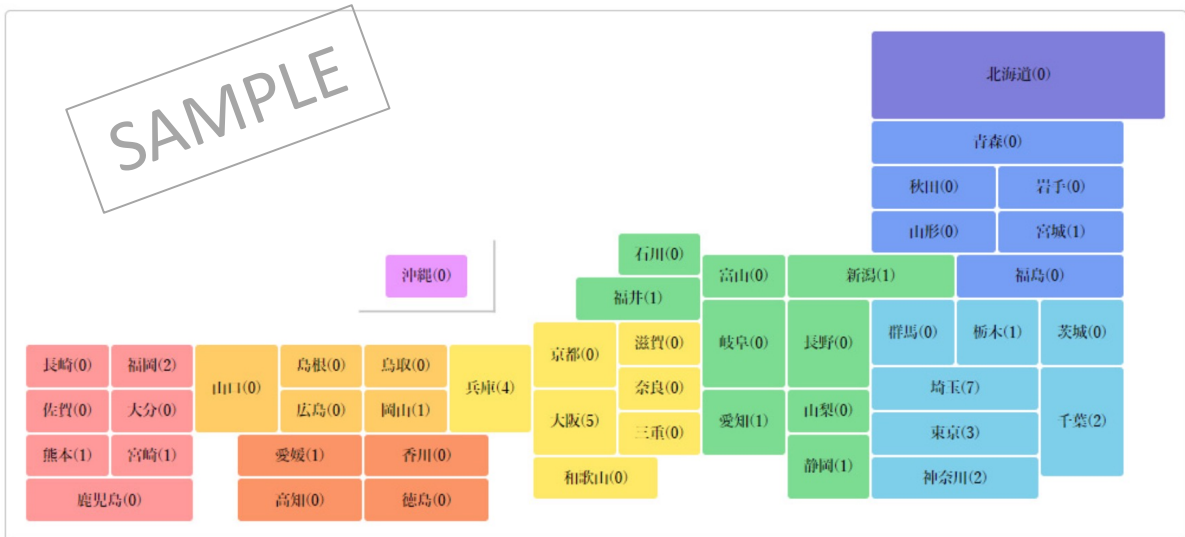 SAMPLE
北海道(0)
青森(0)
秋田(0) 岩手(0)
山形(0) 宮城(1)
石川(0)
沖縄(0) 富山(0) 新潟(1) 福島(0)
福井(1)
京都(0) 滋賀(0) 岐阜(0) 長野(0) 群馬(0) 栃木(1) 茨城(0)
長崎(0) 福岡(2) 山口(0) 島根(0) 鳥取(0) 兵庫(4) 奈良(0) 埼玉(7)
佐賀(0) 大分(0) 広島(0) 岡山(1) 大阪(5) 三重(0) 愛知(1) 山梨(0) 東京(3) 千葉(2)
熊本(1) 宮崎(1) 愛媛(1) 香川(0) 和歌山(0) 静岡(1) 神奈川(2)
鹿児島(0) 高知(0) 徳島(0)